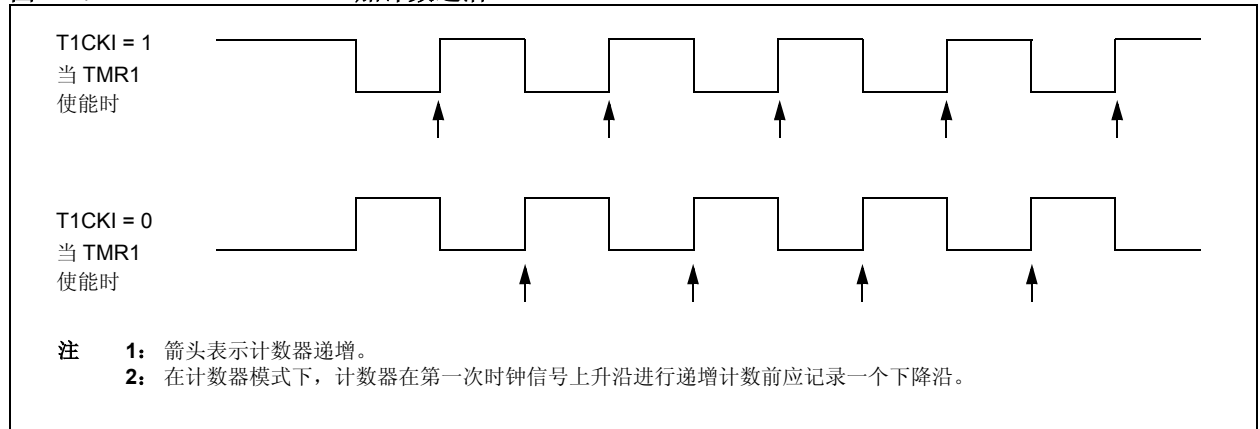 T1CKI = 1
当 TMR1
使能时
T1CKI = 0
当 TMR1
使能时
注 1： 箭头表示计数器递增。
2： 在计数器模式下，计数器在第一次时钟信号上升沿进行递增计数前应记录一个下降沿。